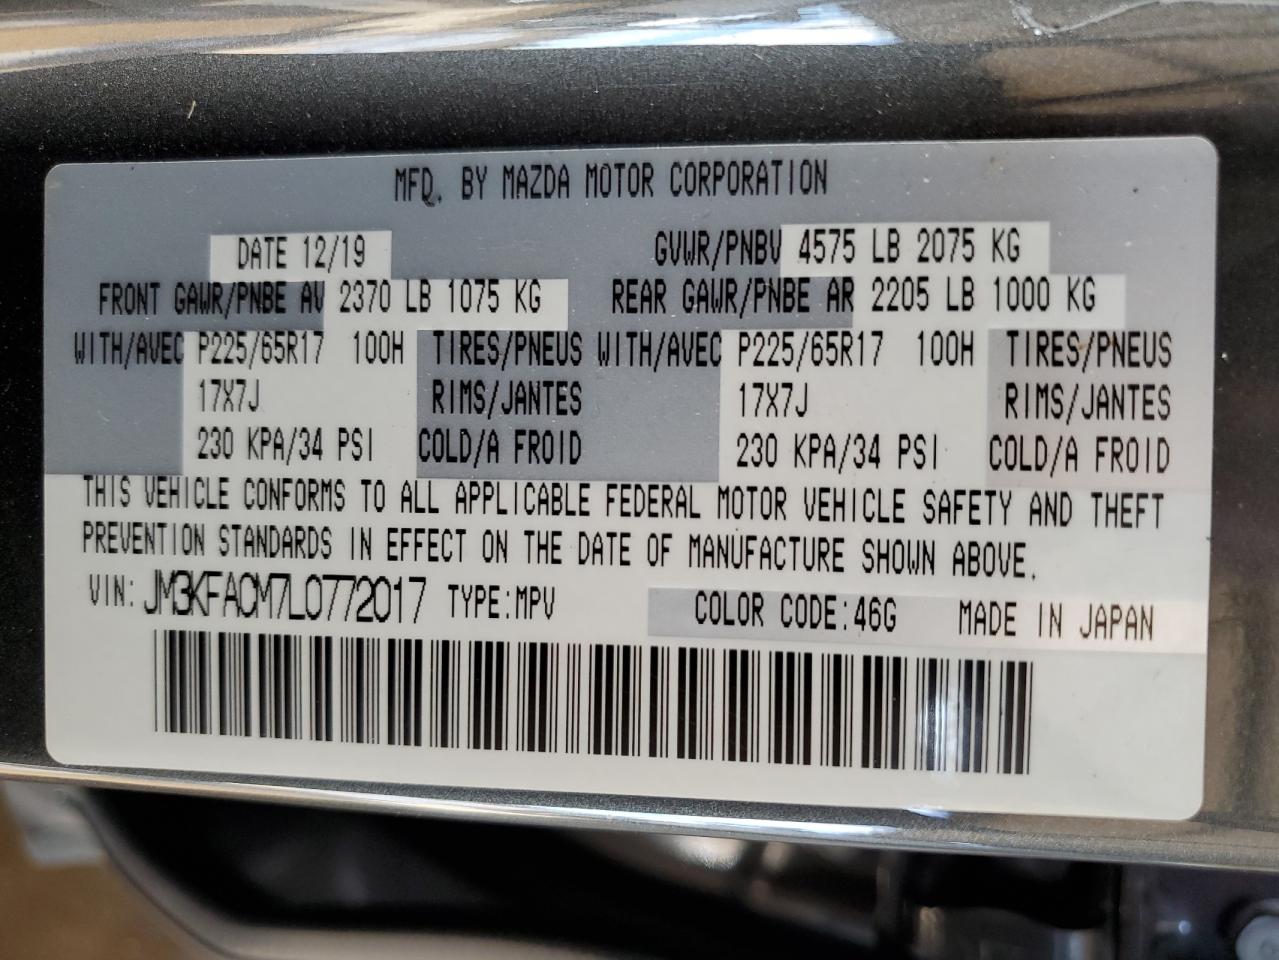 MFD. BY MAZDA MOTOR CORPORATION
DATE 12/19 GVWR/PNBV 4575 LB 2075 KG
FRONT GAWR/PNBE AV 2370 LB 1075 KG REAR GAWR/PNBE AR 2205 LB 1000 KG
WITH/AVEC P225/65R17 100H TIRES/PNEUS WITH/AVEC P225/65R17 100H TIRES/PNEUS
17X7J RIMS/JANTES 17X7J RIMS/JANTES
230 KPA/34 PSI COLD/A FROID 230 KPA/34 PSI COLD/A FROID
THIS VEHICLE CONFORMS TO ALL APPLICABLE FEDERAL MOTOR VEHICLE SAFETY AND THEFT
PREVENTION STANDARDS IN EFFECT ON THE DATE OF MANUFACTURE SHOWN ABOVE.
VIN: JM3KFACM7L0772017 TYPE:MPV COLOR CODE:46G MADE IN JAPAN